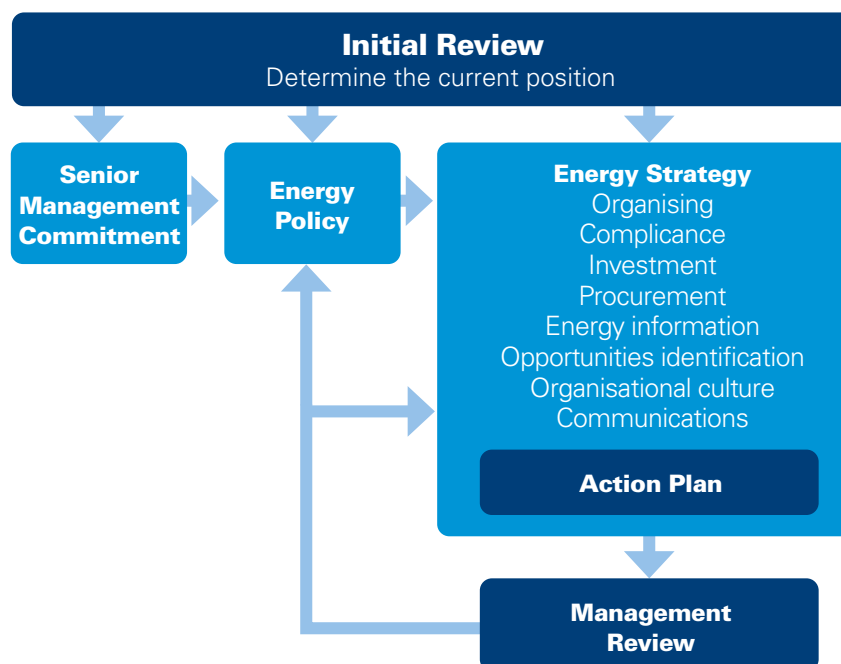 Initial Review
Determine the current position
Senior
Management
Commitment
Energy
Policy
Energy Strategy
Organising
Complicance
Investment
Procurement
Energy information
Opportunities identification
Organisational culture
Communications
Action Plan
Management
Review